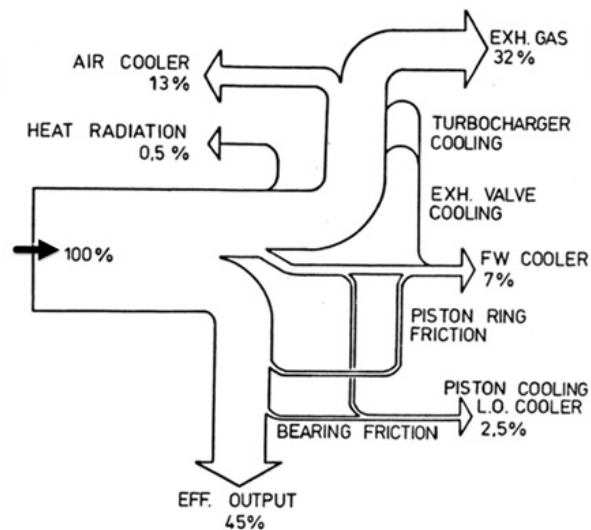 EXH. GAS
32%
AIR COOLER
13%
HEAT RADIATION
0,5 %
TURBOCHARGER
COOLING
EXH. VALVE
COOLING
100%
FW COOLER
7%
PISTON RING
FRICTION
PISTON COOLING
L.O. COOLER
2,5%
BEARING FRICTION
EFF. OUTPUT
45%